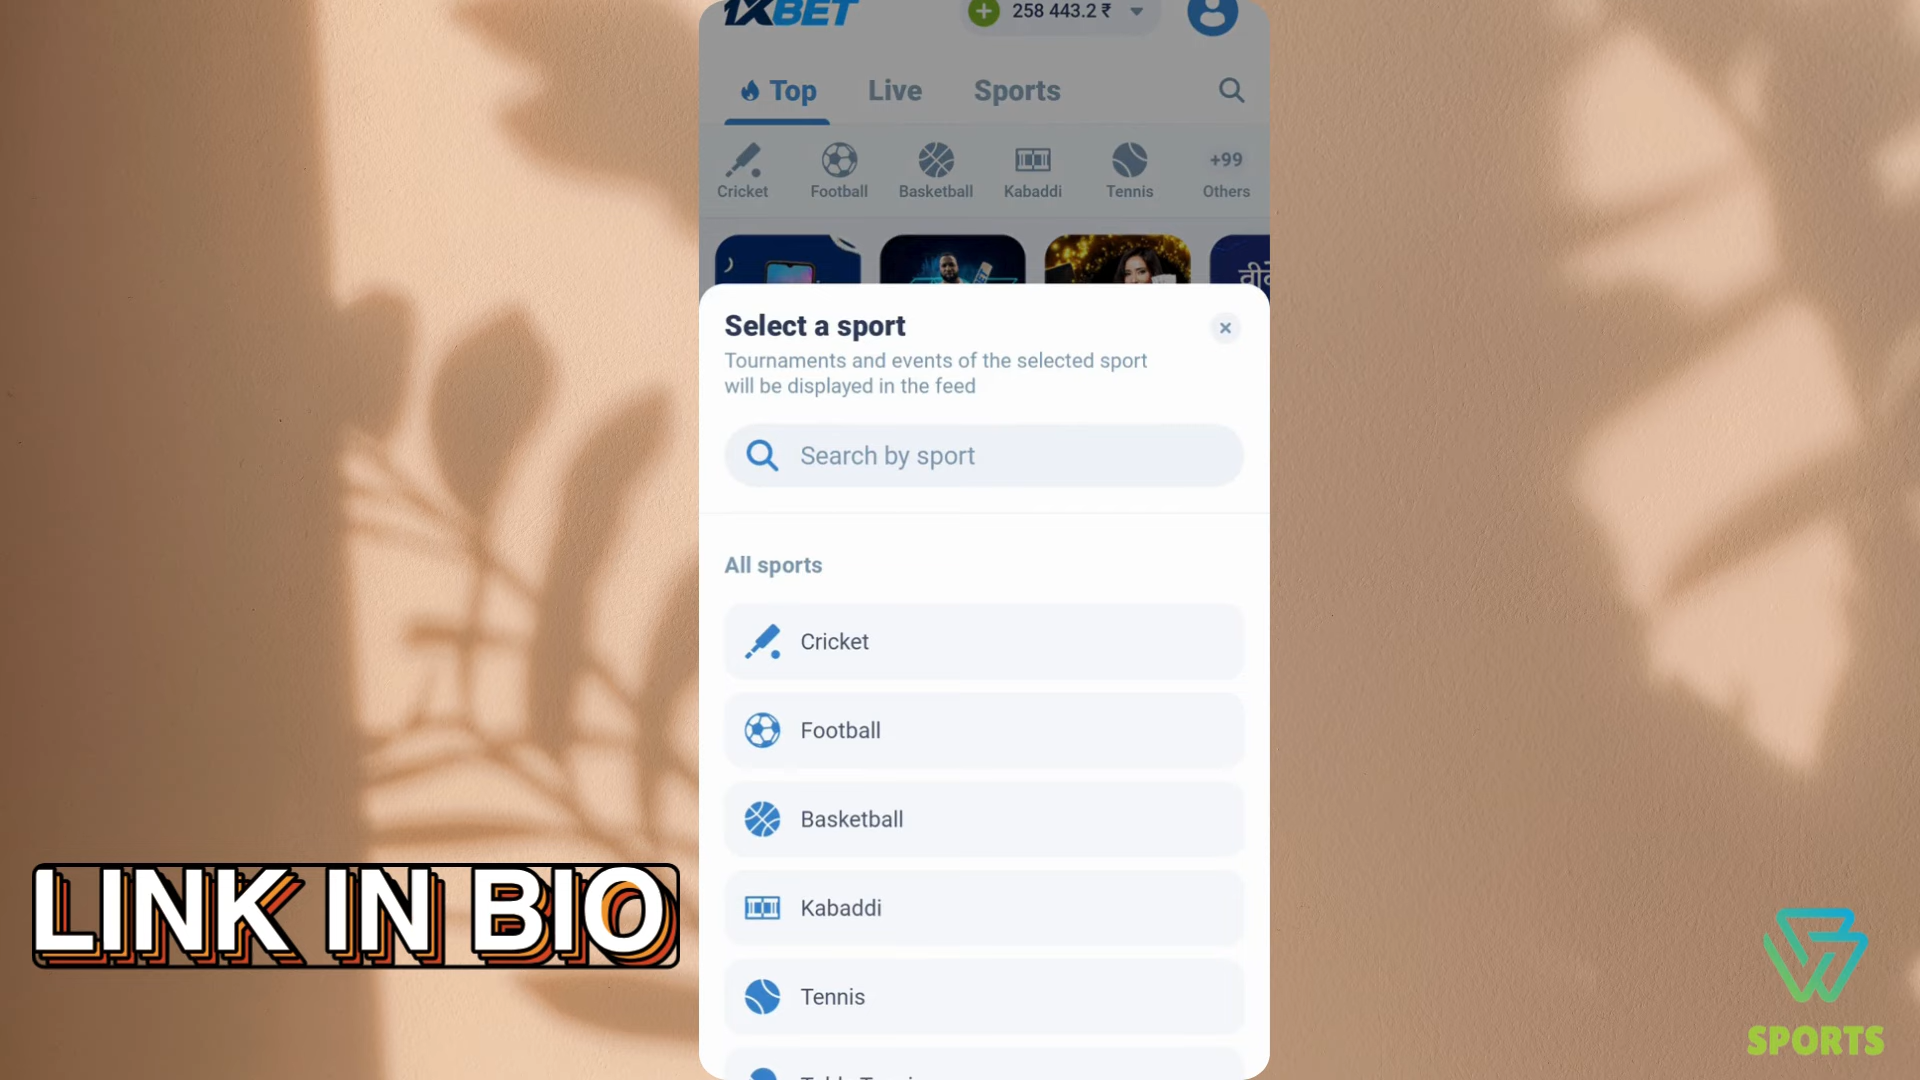 1XBET
258 443.2 ₹
Top Live Sports
Cricket Football Basketball Kabaddi Tennis +99 Others
Select a sport
Tournaments and events of the selected sport
will be displayed in the feed
Search by sport
All sports
Cricket
Football
Basketball
Kabaddi
Tennis
LINK IN BIO
SPORTS